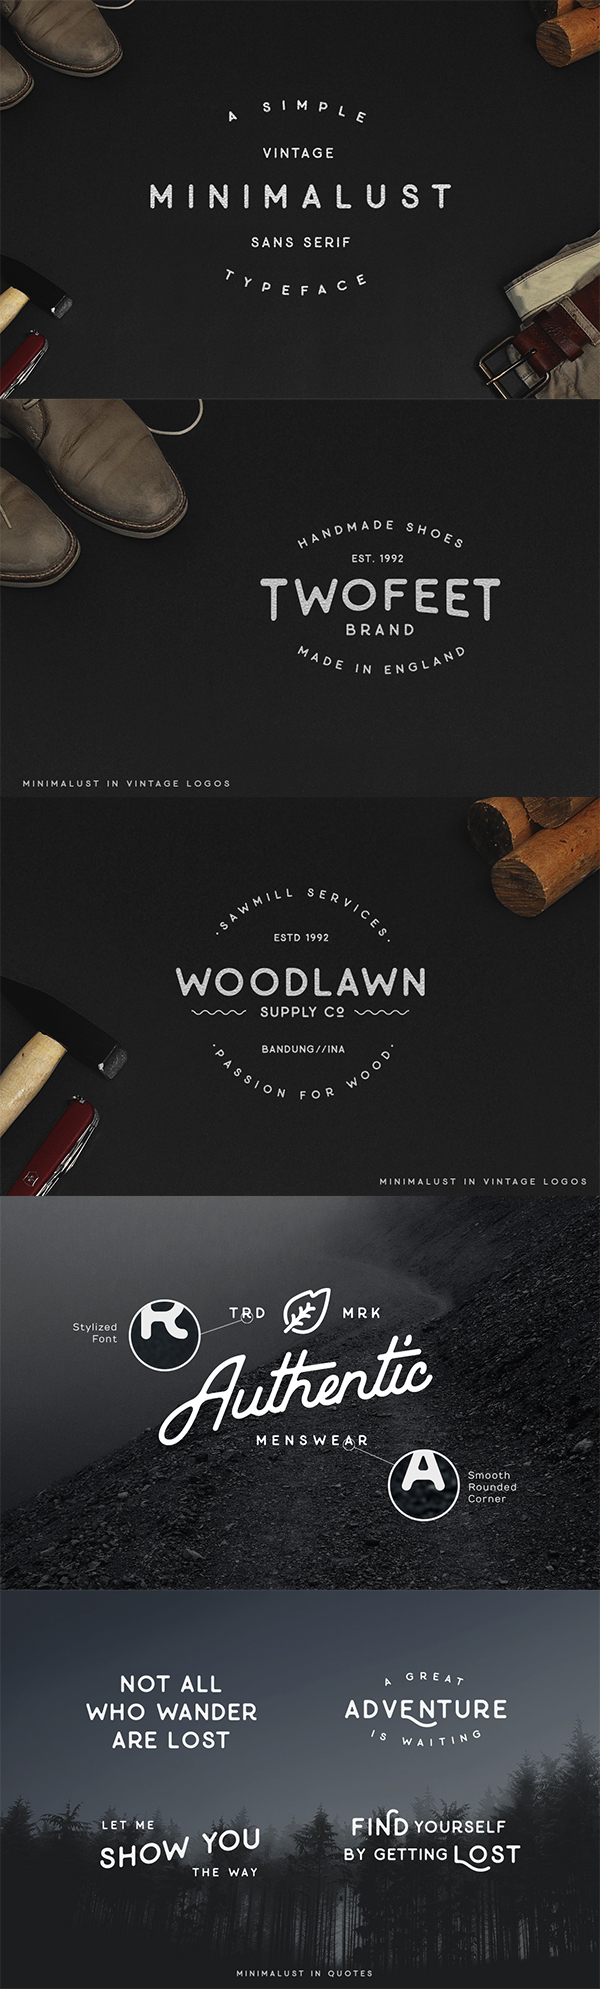 A SIMPLE
VINTAGE
MINIMALUST
SANS SERIF
TYPEFACE
HANDMADE SHOES
EST. 1992
TWOFEET
BRAND
MADE IN ENGLAND
MINIMALUST IN VINTAGE LOGOS
·SAWMILL SERVICES·
ESTD 1992
WOODLAWN
SUPPLY Cº
BANDUNG//INA
·PASSION FOR WOOD·
MINIMALUST IN VINTAGE LOGOS
Stylized
Font
R
TRD MRK
Authentic
MENSWEAR
A
Smooth
Rounded
Corner
NOT ALL
WHO WANDER
ARE LOST
A GREAT
ADVENTURE
IS WAITING
LET ME
SHOW YOU
THE WAY
FIND YOURSELF
BY GETTING LOST
MINIMALUST IN QUOTES